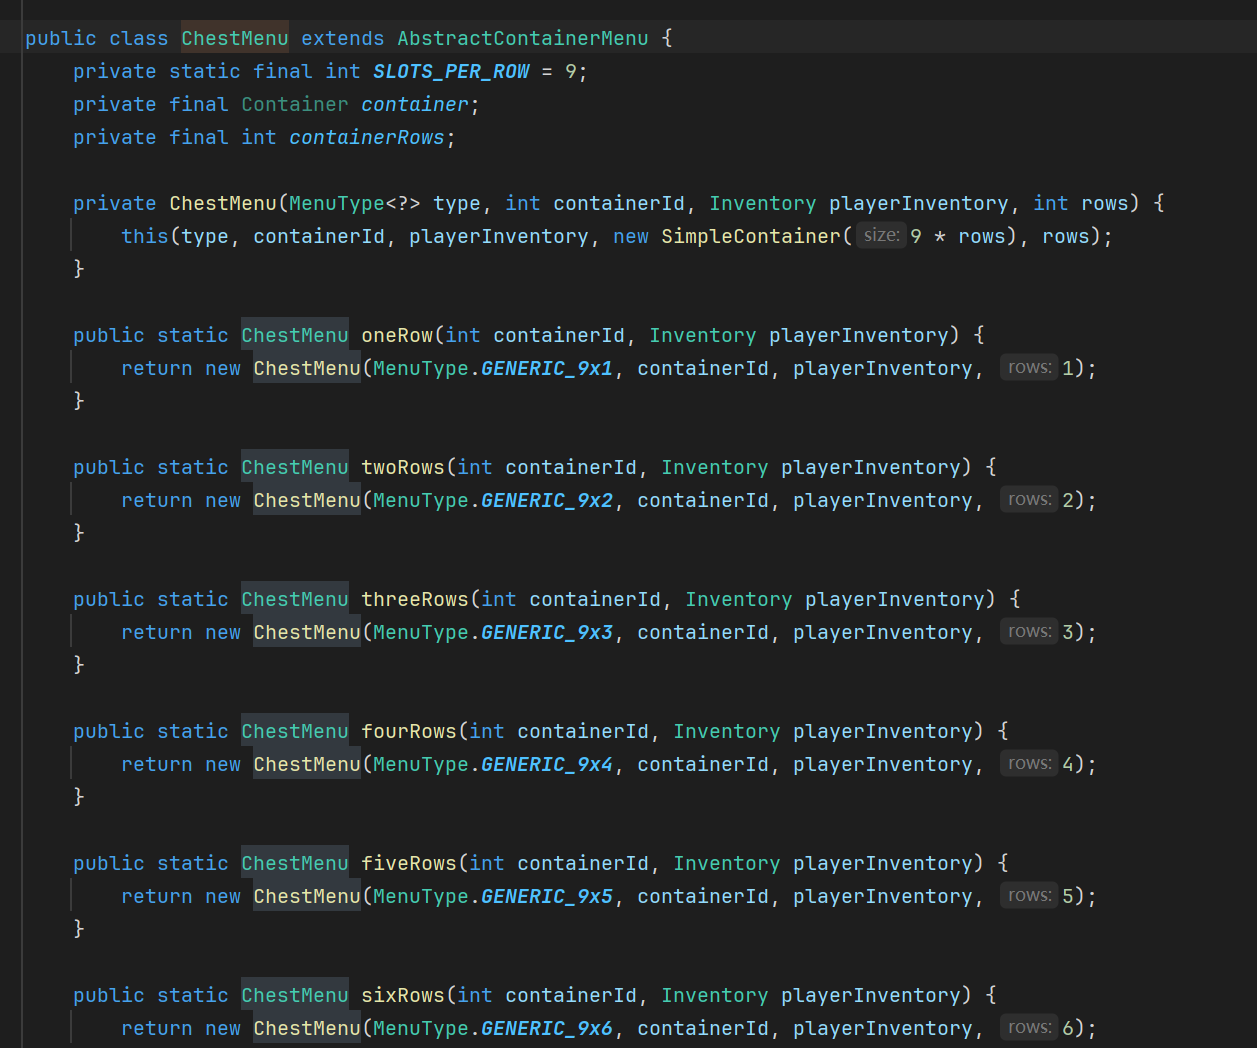 public class ChestMenu extends AbstractContainerMenu {
private static final int SLOTS_PER_ROW = 9;
private final Container container;
private final int containerRows;
private ChestMenu(MenuType<?> type, int containerId, Inventory playerInventory, int rows) {
this(type, containerId, playerInventory, new SimpleContainer( size: 9 * rows), rows);
}
public static ChestMenu oneRow(int containerId, Inventory playerInventory) {
return new ChestMenu(MenuType.GENERIC_9x1, containerId, playerInventory, rows: 1);
}
public static ChestMenu twoRows(int containerId, Inventory playerInventory) {
return new ChestMenu(MenuType.GENERIC_9x2, containerId, playerInventory, rows: 2);
}
public static ChestMenu threeRows(int containerId, Inventory playerInventory) {
return new ChestMenu(MenuType.GENERIC_9x3, containerId, playerInventory, rows: 3);
}
public static ChestMenu fourRows(int containerId, Inventory playerInventory) {
return new ChestMenu(MenuType.GENERIC_9x4, containerId, playerInventory, rows: 4);
}
public static ChestMenu fiveRows(int containerId, Inventory playerInventory) {
return new ChestMenu(MenuType.GENERIC_9x5, containerId, playerInventory, rows: 5);
}
public static ChestMenu sixRows(int containerId, Inventory playerInventory) {
return new ChestMenu(MenuType.GENERIC_9x6, containerId, playerInventory, rows: 6);